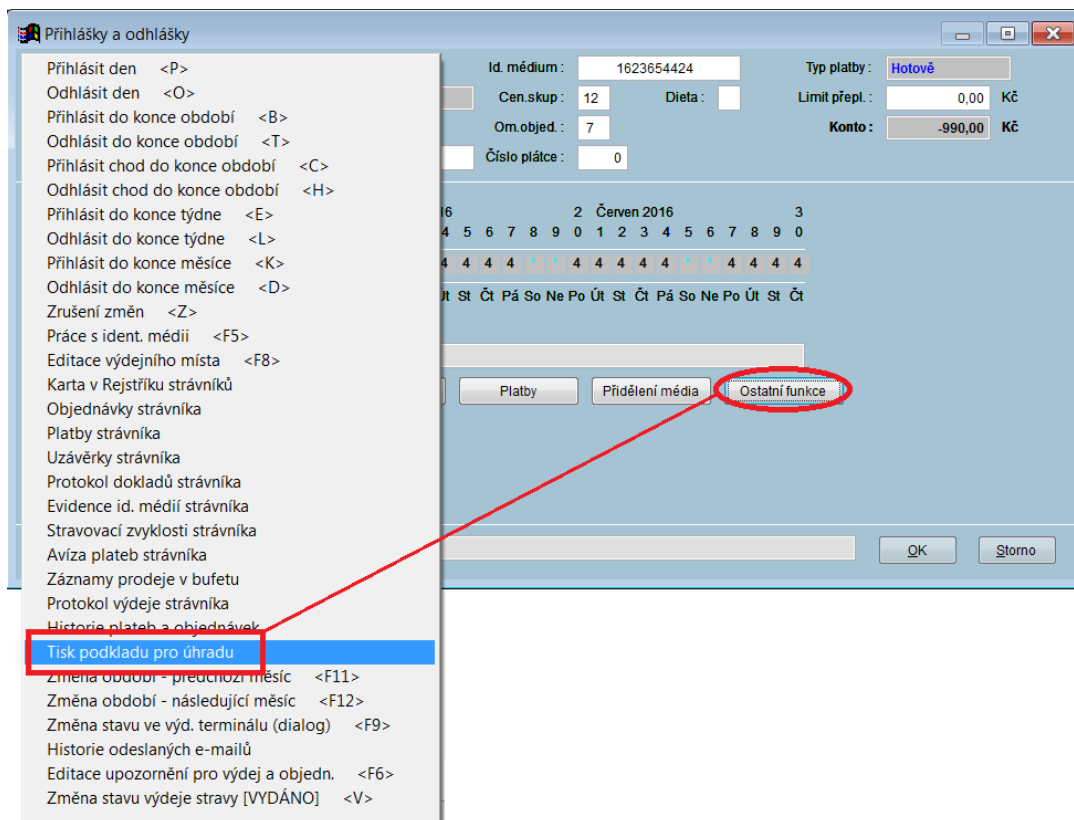 Přihlášky a odhlášky
Přihlásit den <P>
Odhlásit den <O>
Přihlásit do konce období <B>
Odhlásit do konce období <T>
Přihlásit chod do konce období <C>
Odhlásit chod do konce období <H>
Přihlásit do konce týdne <E>
Odhlásit do konce týdne <L>
Přihlásit do konce měsíce <K>
Odhlásit do konce měsíce <D>
Zrušení změn <Z>
Práce s ident. médii <F5>
Editace výdejního místa <F8>
Karta v Rejstříku strávníků
Objednávky strávníka
Platby strávníka
Uzávěrky strávníka
Protokol dokladů strávníka
Evidence id. médií strávníka
Stravovací zvyklosti strávníka
Avíza plateb strávníka
Záznamy prodeje v bufetu
Protokol výdeje strávníka
Historie plateb a objednávek
Tisk podkladu pro úhradu
Změna období - předchozí měsíc <F11>
Změna období - následující měsíc <F12>
Změna stavu ve výd. terminálu (dialog) <F9>
Historie odeslaných e-mailů
Editace upozornění pro výdej a objedn. <F6>
Změna stavu výdeje stravy [VYDÁNO] <V>
Id. médium : 1623654424 Typ platby : Hotově
Cen.skup : 12 Dieta : Limit přepl. : 0,00 Kč
Om.objed. : 7 Konto : -990,00 Kč
Číslo plátce : 0
16 2 Červen 2016 3
4 5 6 7 8 9 0 1 2 3 4 5 6 7 8 9 0
4 4 4 4 * * 4 4 4 4 4 * * 4 4 4 4
Út St Čt Pá So Ne Po Út St Čt Pá So Ne Po Út St Čt
Platby Přidělení média Ostatní funkce
OK Storno